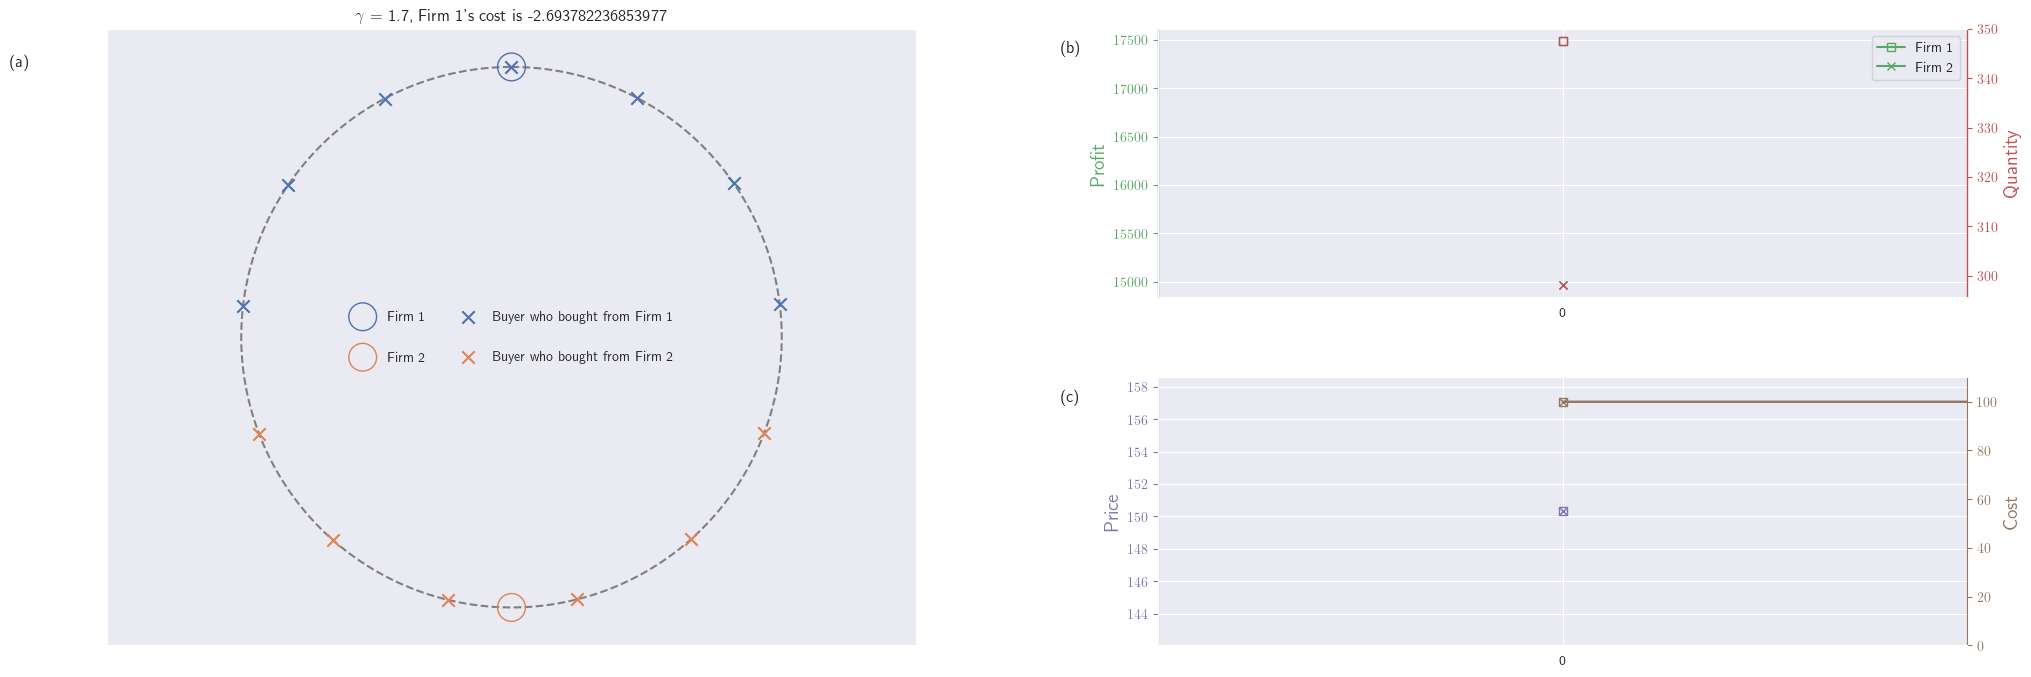 γ = 1.7, Firm 1's cost is -2.693782236853977
(a)
Firm 1
Buyer who bought from Firm 1
Firm 2
Buyer who bought from Firm 2
(b)
Profit
17500
17000
16500
16000
15500
15000
Firm 1
Firm 2
350
340
330
320
310
300
Quantity
0
(c)
Price
158
156
154
152
150
148
146
144
100
80
60
40
20
0
Cost
0